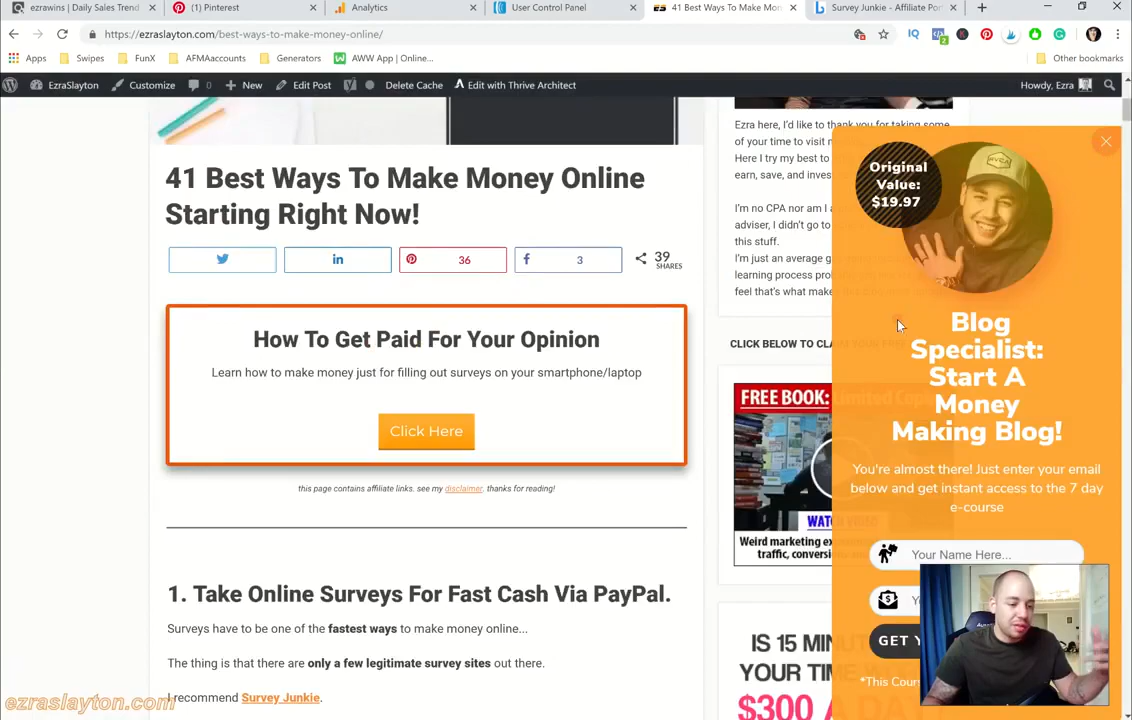 ezrawins | Daily Sales Trend
(1) Pinterest
Analytics
User Control Panel
41 Best Ways To Make Mone
Survey Junkie - Affiliate Por
https://ezraslayton.com/best-ways-to-make-money-online/
Apps
Swipes
FunX
AFMAaccounts
Generators
AWW App | Online...
Other bookmarks
EzraSlayton
Customize
0
New
Edit Post
Delete Cache
Edit with Thrive Architect
Howdy, Ezra
41 Best Ways To Make Money Online
Starting Right Now!
36
3
39
SHARES
How To Get Paid For Your Opinion
Learn how to make money just for filling out surveys on your smartphone/laptop
Click Here
this page contains affiliate links. see my disclaimer. thanks for reading!
1. Take Online Surveys For Fast Cash Via PayPal.
Surveys have to be one of the fastest ways to make money online...
The thing is that there are only a few legitimate survey sites out there.
I recommend Survey Junkie.
ezraslayton.com
Ezra here, I'd like to thank you for taking some
of your time to visit
Here I try my best to
earn, save, and inves
I'm no CPA nor am I
adviser, I didn't go to
this stuff.
I'm just an average
learning process
feel that's what make
CLICK BELOW TO
FREE BOOK: Limited
WATCH VIDEO
Weird marketing
traffic, conversi
IS 15 MIN
YOUR TIME
$300 A DAY
Original
Value:
$19.97
Blog
Specialist:
Start A
Money
Making Blog!
You're almost there! Just enter your email
below and get instant access to the 7 day
e-course
Your Name Here...
GET Y
*This Cour